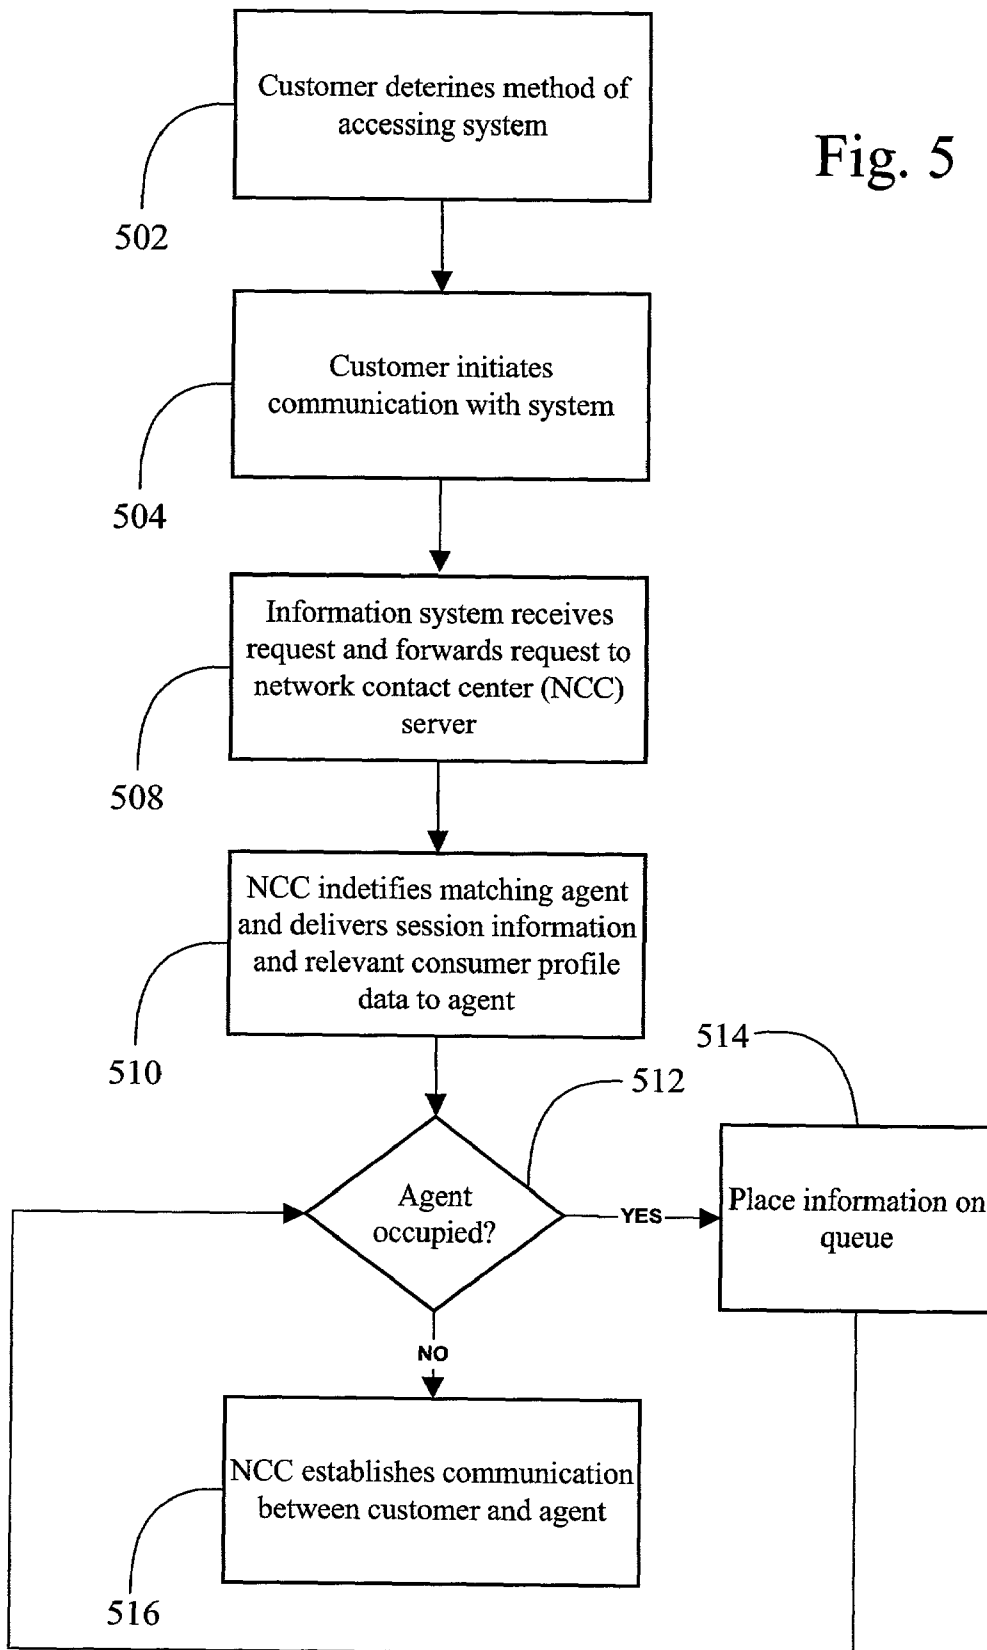 Customer deterines method of
accessing system
Fig. 5
502
Customer initiates
communication with system
504
Information system receives
request and forwards request to
network contact center (NCC)
server
508
NCC indetifies matching agent
and delivers session information
and relevant consumer profile
data to agent
510
514
512
Agent
occupied?
YES
Place information on
queue
NO
NCC establishes communication
between customer and agent
516